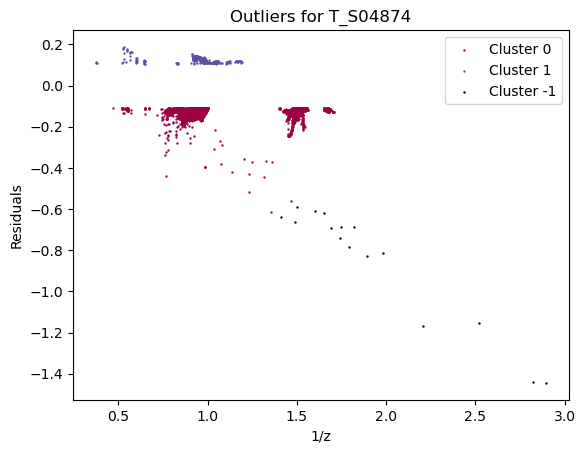 Outliers for T_S04874
Cluster 0
Cluster 1
Cluster -1
Residuals
0.2
0.0
−0.2
−0.4
−0.6
−0.8
−1.0
−1.2
−1.4
0.5 1.0 1.5 2.0 2.5 3.0
1/z